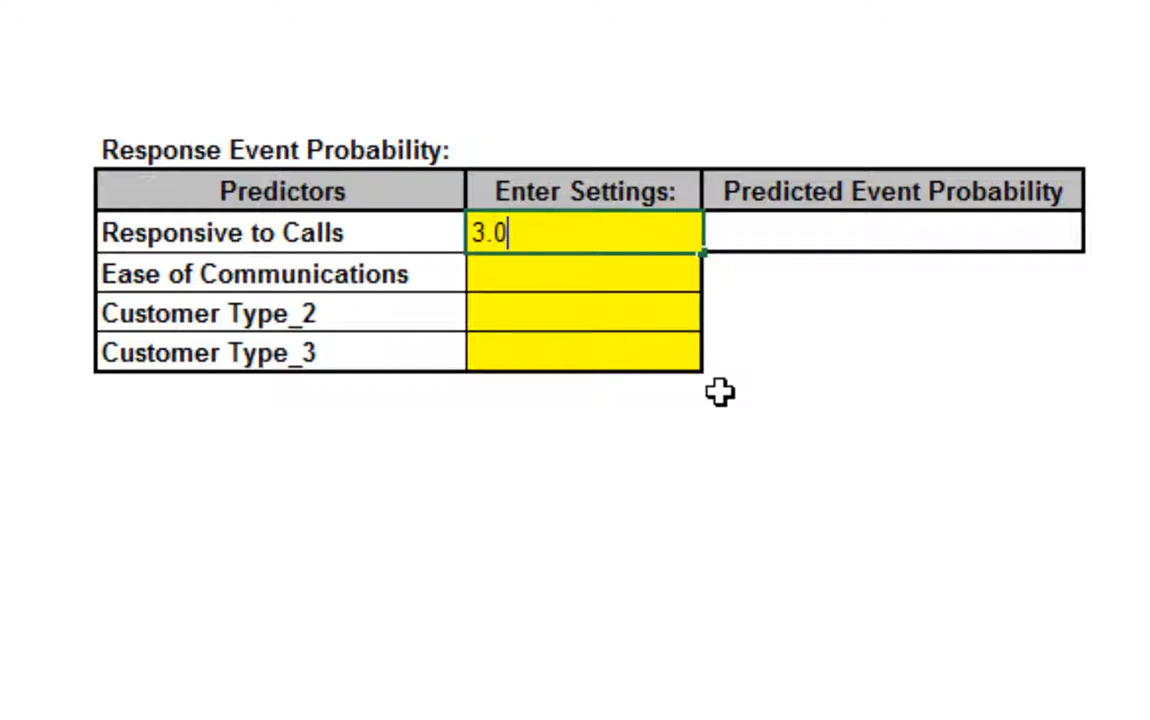 Response Event Probability:
Predictors Enter Settings: Predicted Event Probability
Responsive to Calls 3.0
Ease of Communications
Customer Type_2
Customer Type_3